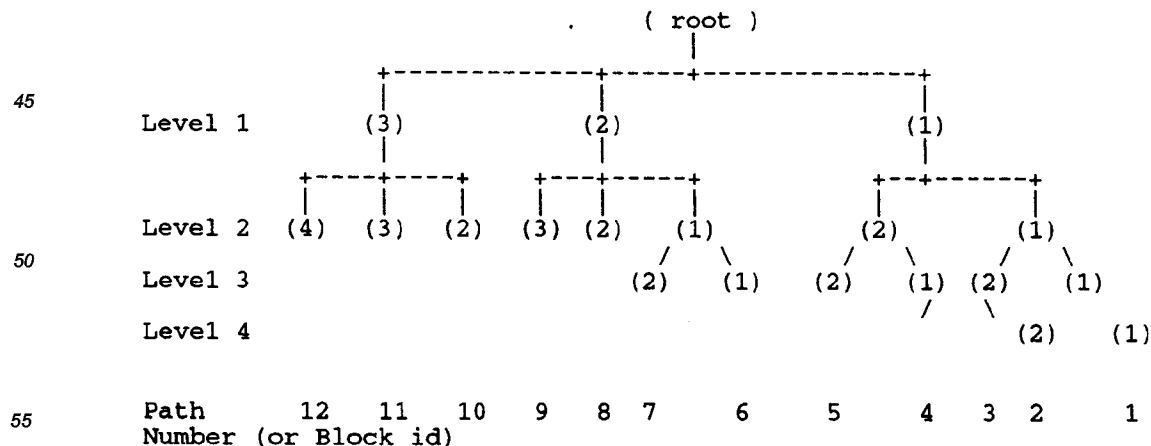 ( root )
45
Level 1 (3) (2) (1)
Level 2 (4) (3) (2) (3) (2) (1) (2) (1)
50
Level 3 (2) (1) (2) (1) (2) (1)
Level 4 (2) (1)
55
Path 12 11 10 9 8 7 6 5 4 3 2 1
Number (or Block id)